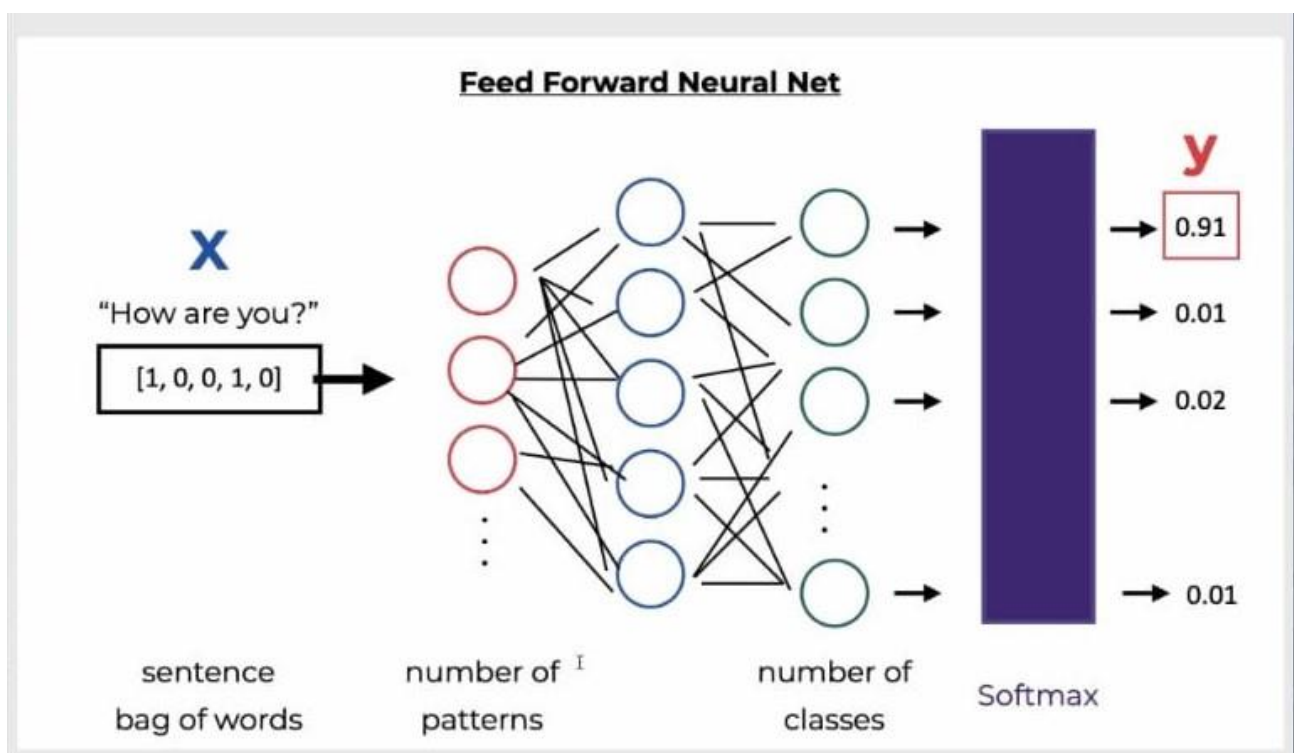 Feed Forward Neural Net
X
"How are you?"
[1, 0, 0, 1, 0]
y
0.91
0.01
0.02
0.01
sentence
bag of words
number of
patterns
number of
classes
Softmax